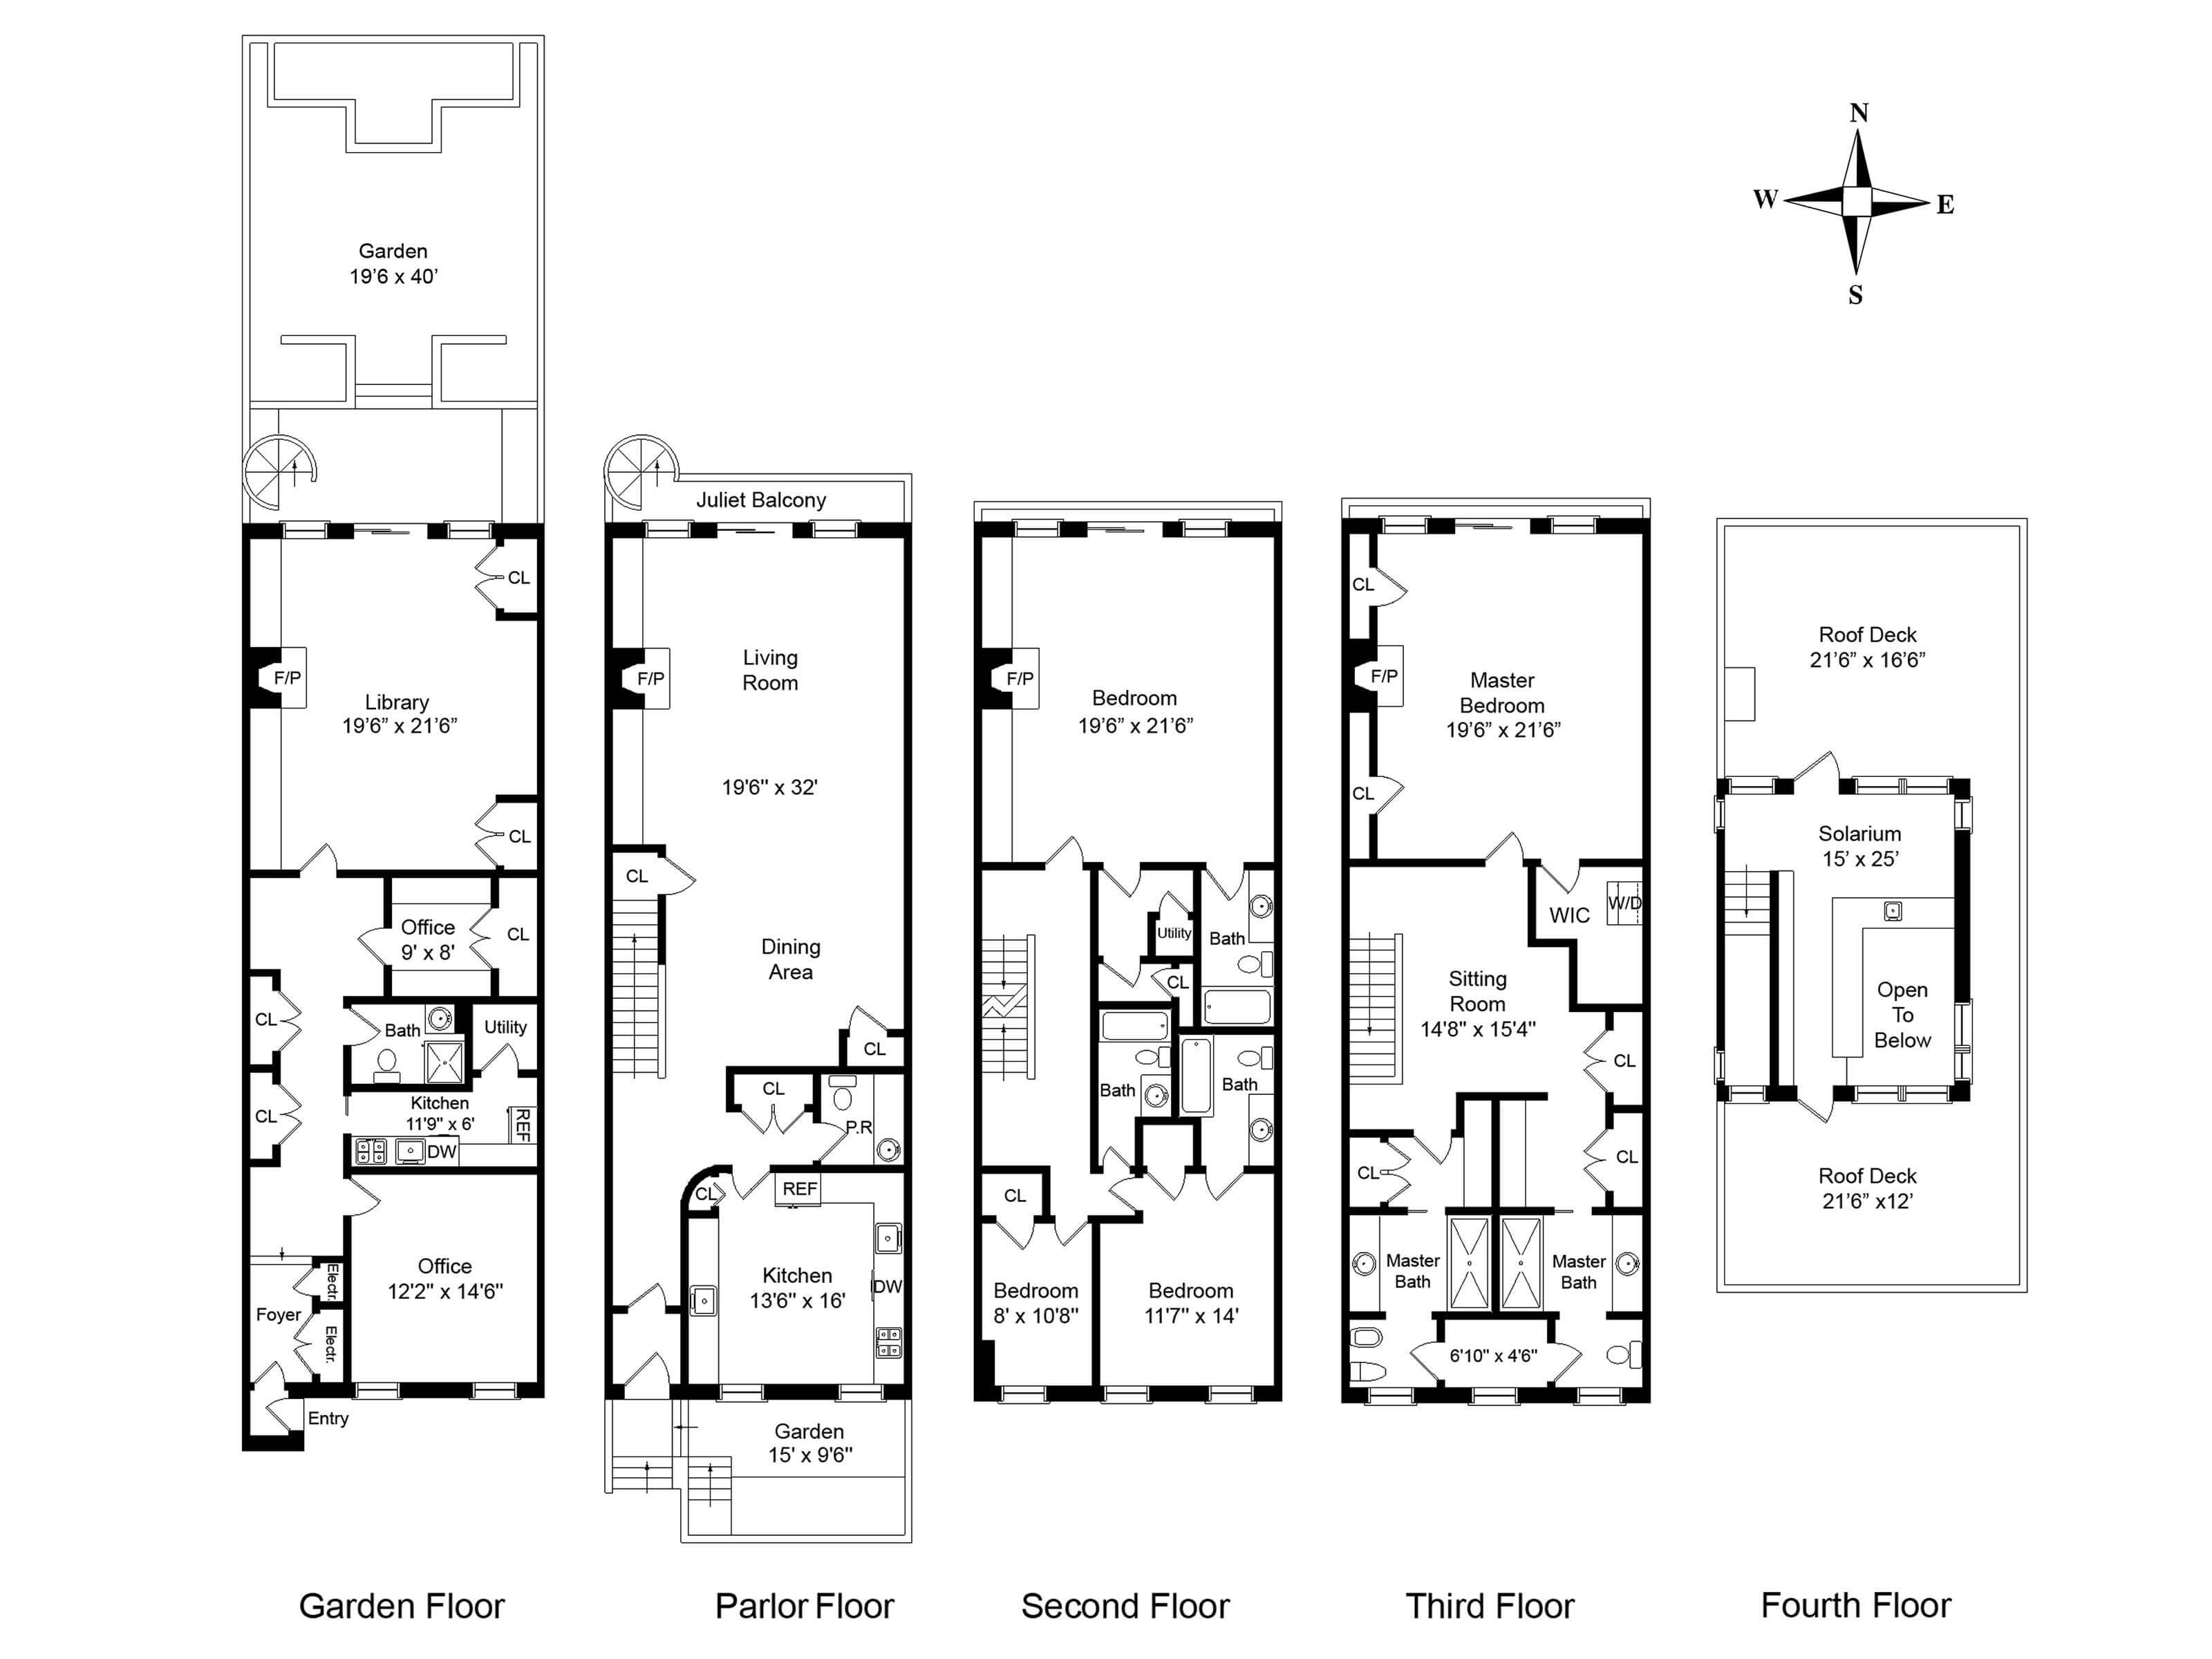 N
W
E
S
Garden
19'6 x 40'
CL
F/P
Library
19'6” x 21'6”
CL
Office
9' x 8'
CL
CL
Bath
Utility
CL
Kitchen
11'9" x 6'
REF
DW
Office
12'2" x 14'6"
Electr.
Foyer
Electr.
Entry
Garden Floor
Juliet Balcony
Living
Room
F/P
19'6" x 32'
CL
Dining
Area
CL
CL
P.R
CL
REF
Kitchen
13'6" x 16'
DW
Garden
15' x 9'6"
Parlor Floor
F/P
Bedroom
19'6” x 21'6”
Utility
Bath
CL
Bath
Bath
CL
Bedroom
8' x 10'8"
Bedroom
11'7" x 14'
Second Floor
CL
F/P
Master
Bedroom
19'6” x 21'6”
CL
WIC
W/D
Sitting
Room
14'8" x 15'4"
CL
CL
CL
Master
Bath
Master
Bath
6'10" x 4'6"
Third Floor
Roof Deck
21'6” x 16'6”
Solarium
15' x 25'
Open
To
Below
Roof Deck
21'6” x12'
Fourth Floor